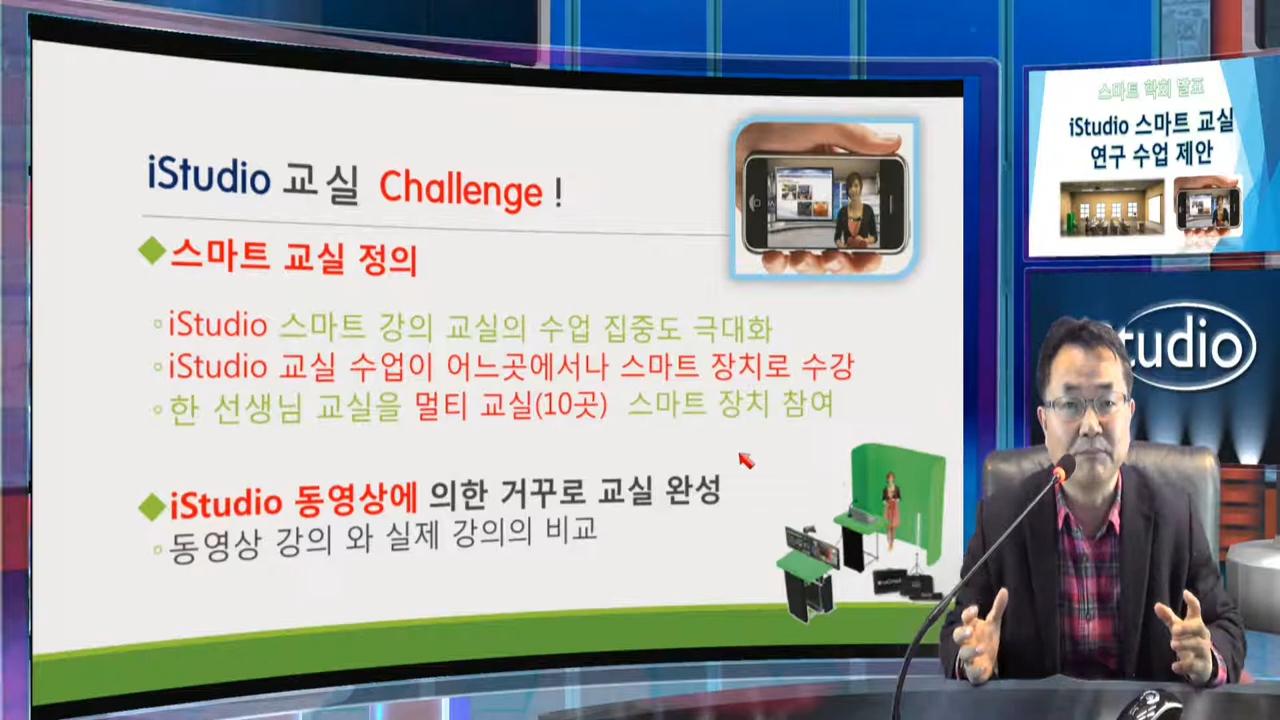 iStudio 교실 Challenge !
◆스마트 교실 정의
◦iStudio 스마트 강의 교실의 수업 집중도 극대화
◦iStudio 교실 수업이 어느곳에서나 스마트 장치로 수강
◦한 선생님 교실을 멀티 교실(10곳) 스마트 장치 참여
◆iStudio 동영상에 의한 거꾸로 교실 완성
◦동영상 강의 와 실제 강의의 비교
스마트 학회 발표
iStudio 스마트 교실
연구 수업 제안
tudio